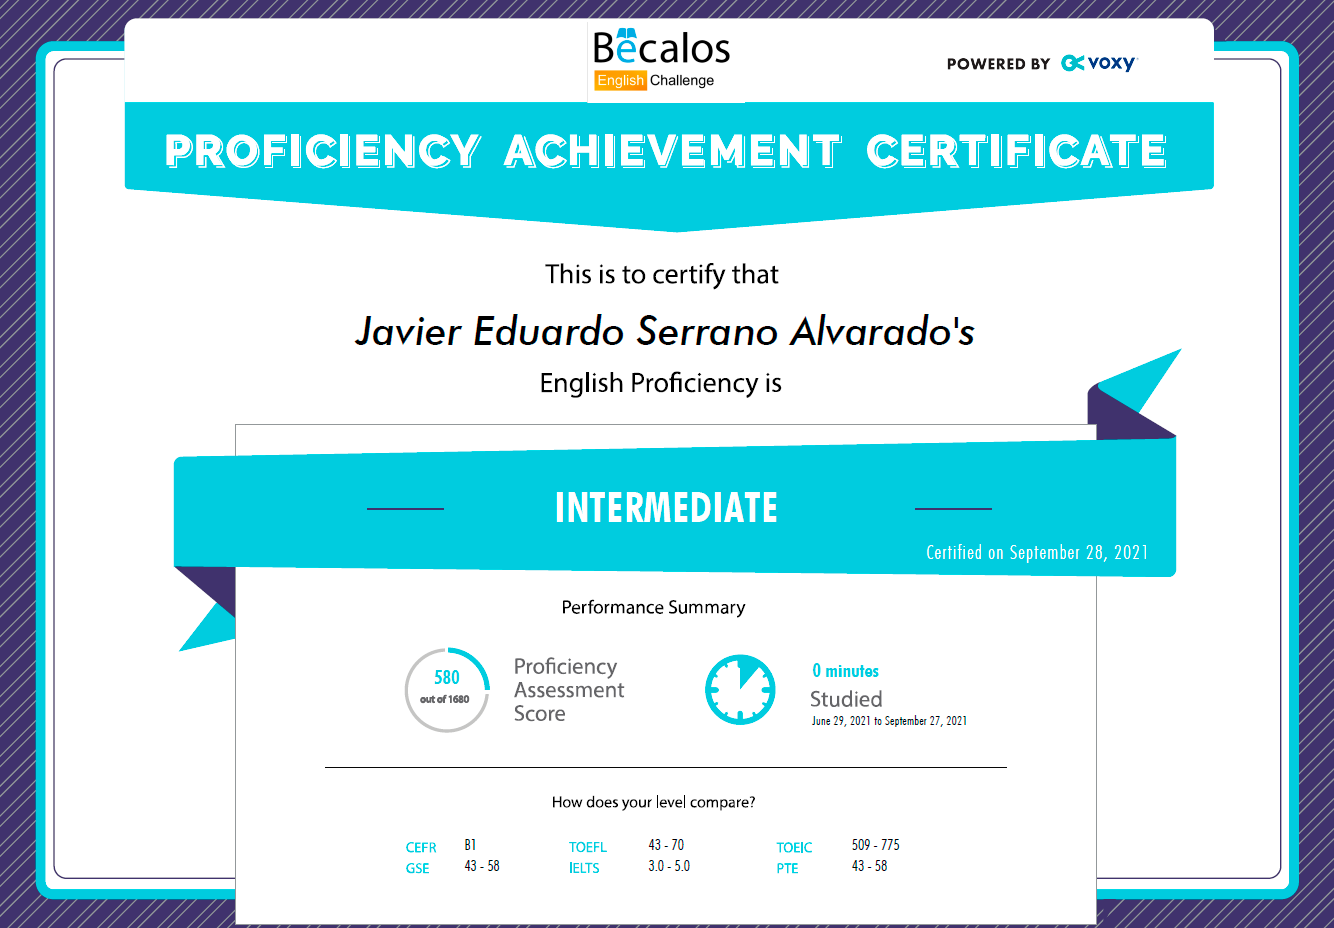 Bécalos
English Challenge
POWERED BY voxy
PROFICIENCY ACHIEVEMENT CERTIFICATE
This is to certify that
Javier Eduardo Serrano Alvarado's
English Proficiency is
INTERMEDIATE
Certified on September 28, 2021
Performance Summary
580
out of 1680
Proficiency
Assessment
Score
0 minutes
Studied
June 29, 2021 to September 27, 2021
How does your level compare?
CEFR B1 TOEFL 43 - 70 TOEIC 509 - 775
GSE 43 - 58 IELTS 3.0 - 5.0 PTE 43 - 58